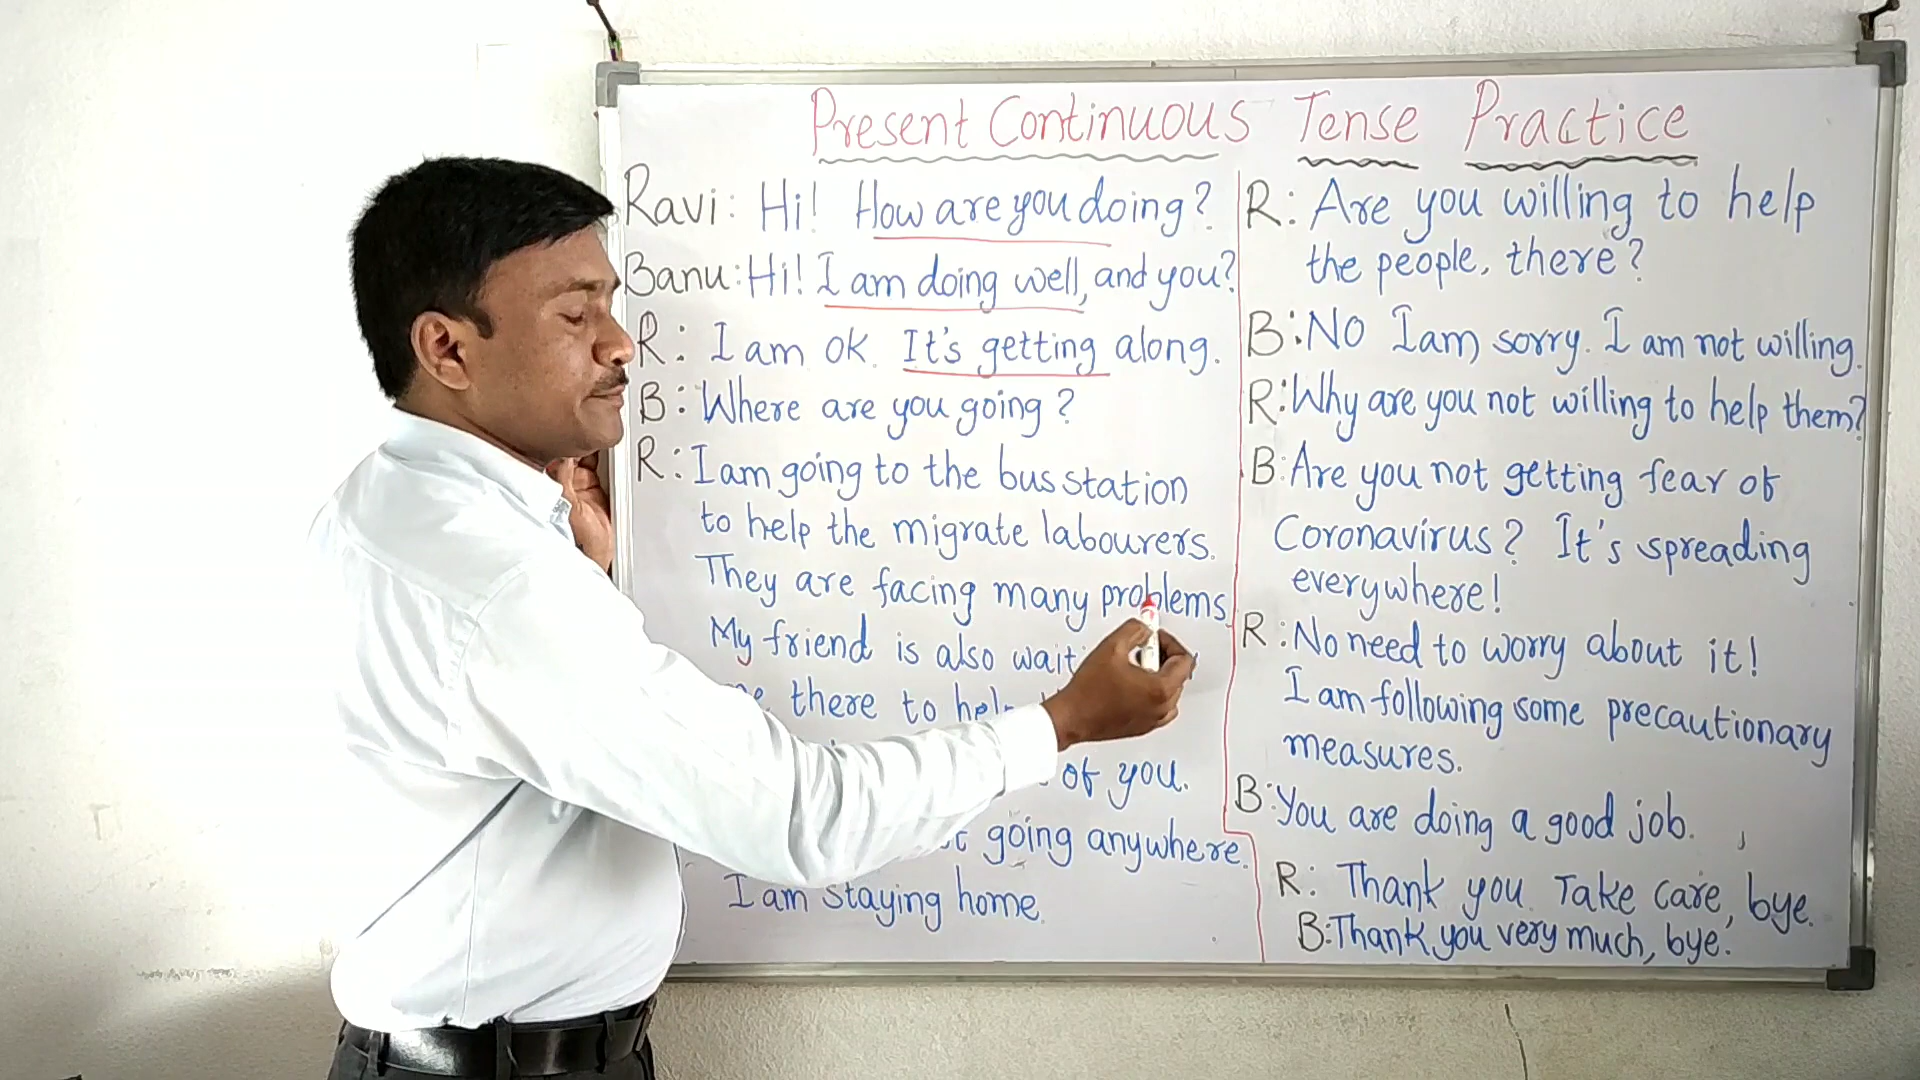 Present Continuous Tense Practice
Ravi: Hi! How are you doing?
Banu: Hi! I am doing well, and you?
R: I am ok. It's getting along.
B: Where are you going?
R: I am going to the bus station
to help the migrate labourers.
They are facing many problems.
My friend is also
there to
of you.
going anywhere.
I am staying home.
R: Are you willing to help
the people, there?
B: No I am sorry. I am not willing.
R: Why are you not willing to help them?
B: Are you not getting fear of
Coronavirus? It's spreading
everywhere!
R: No need to worry about it!
I am following some precautionary
measures.
B: You are doing a good job.
R: Thank you. Take care, bye.
B: Thank you very much, bye.